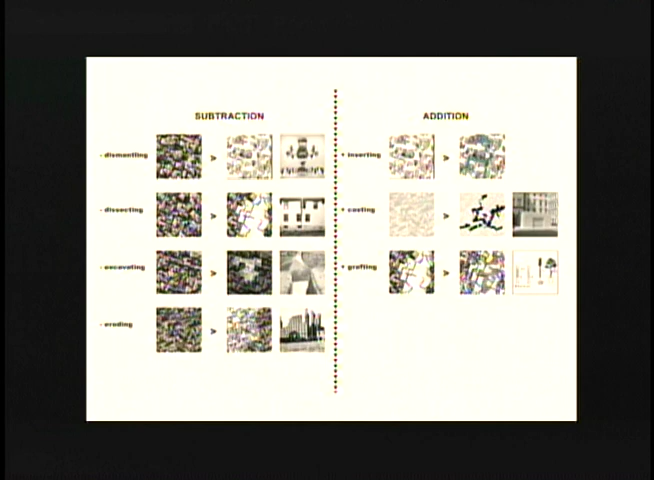 SUBTRACTION
- dismantling >
- dissecting >
- excavating >
- eroding >
ADDITION
+ inserting >
+ casting >
+ grafting >